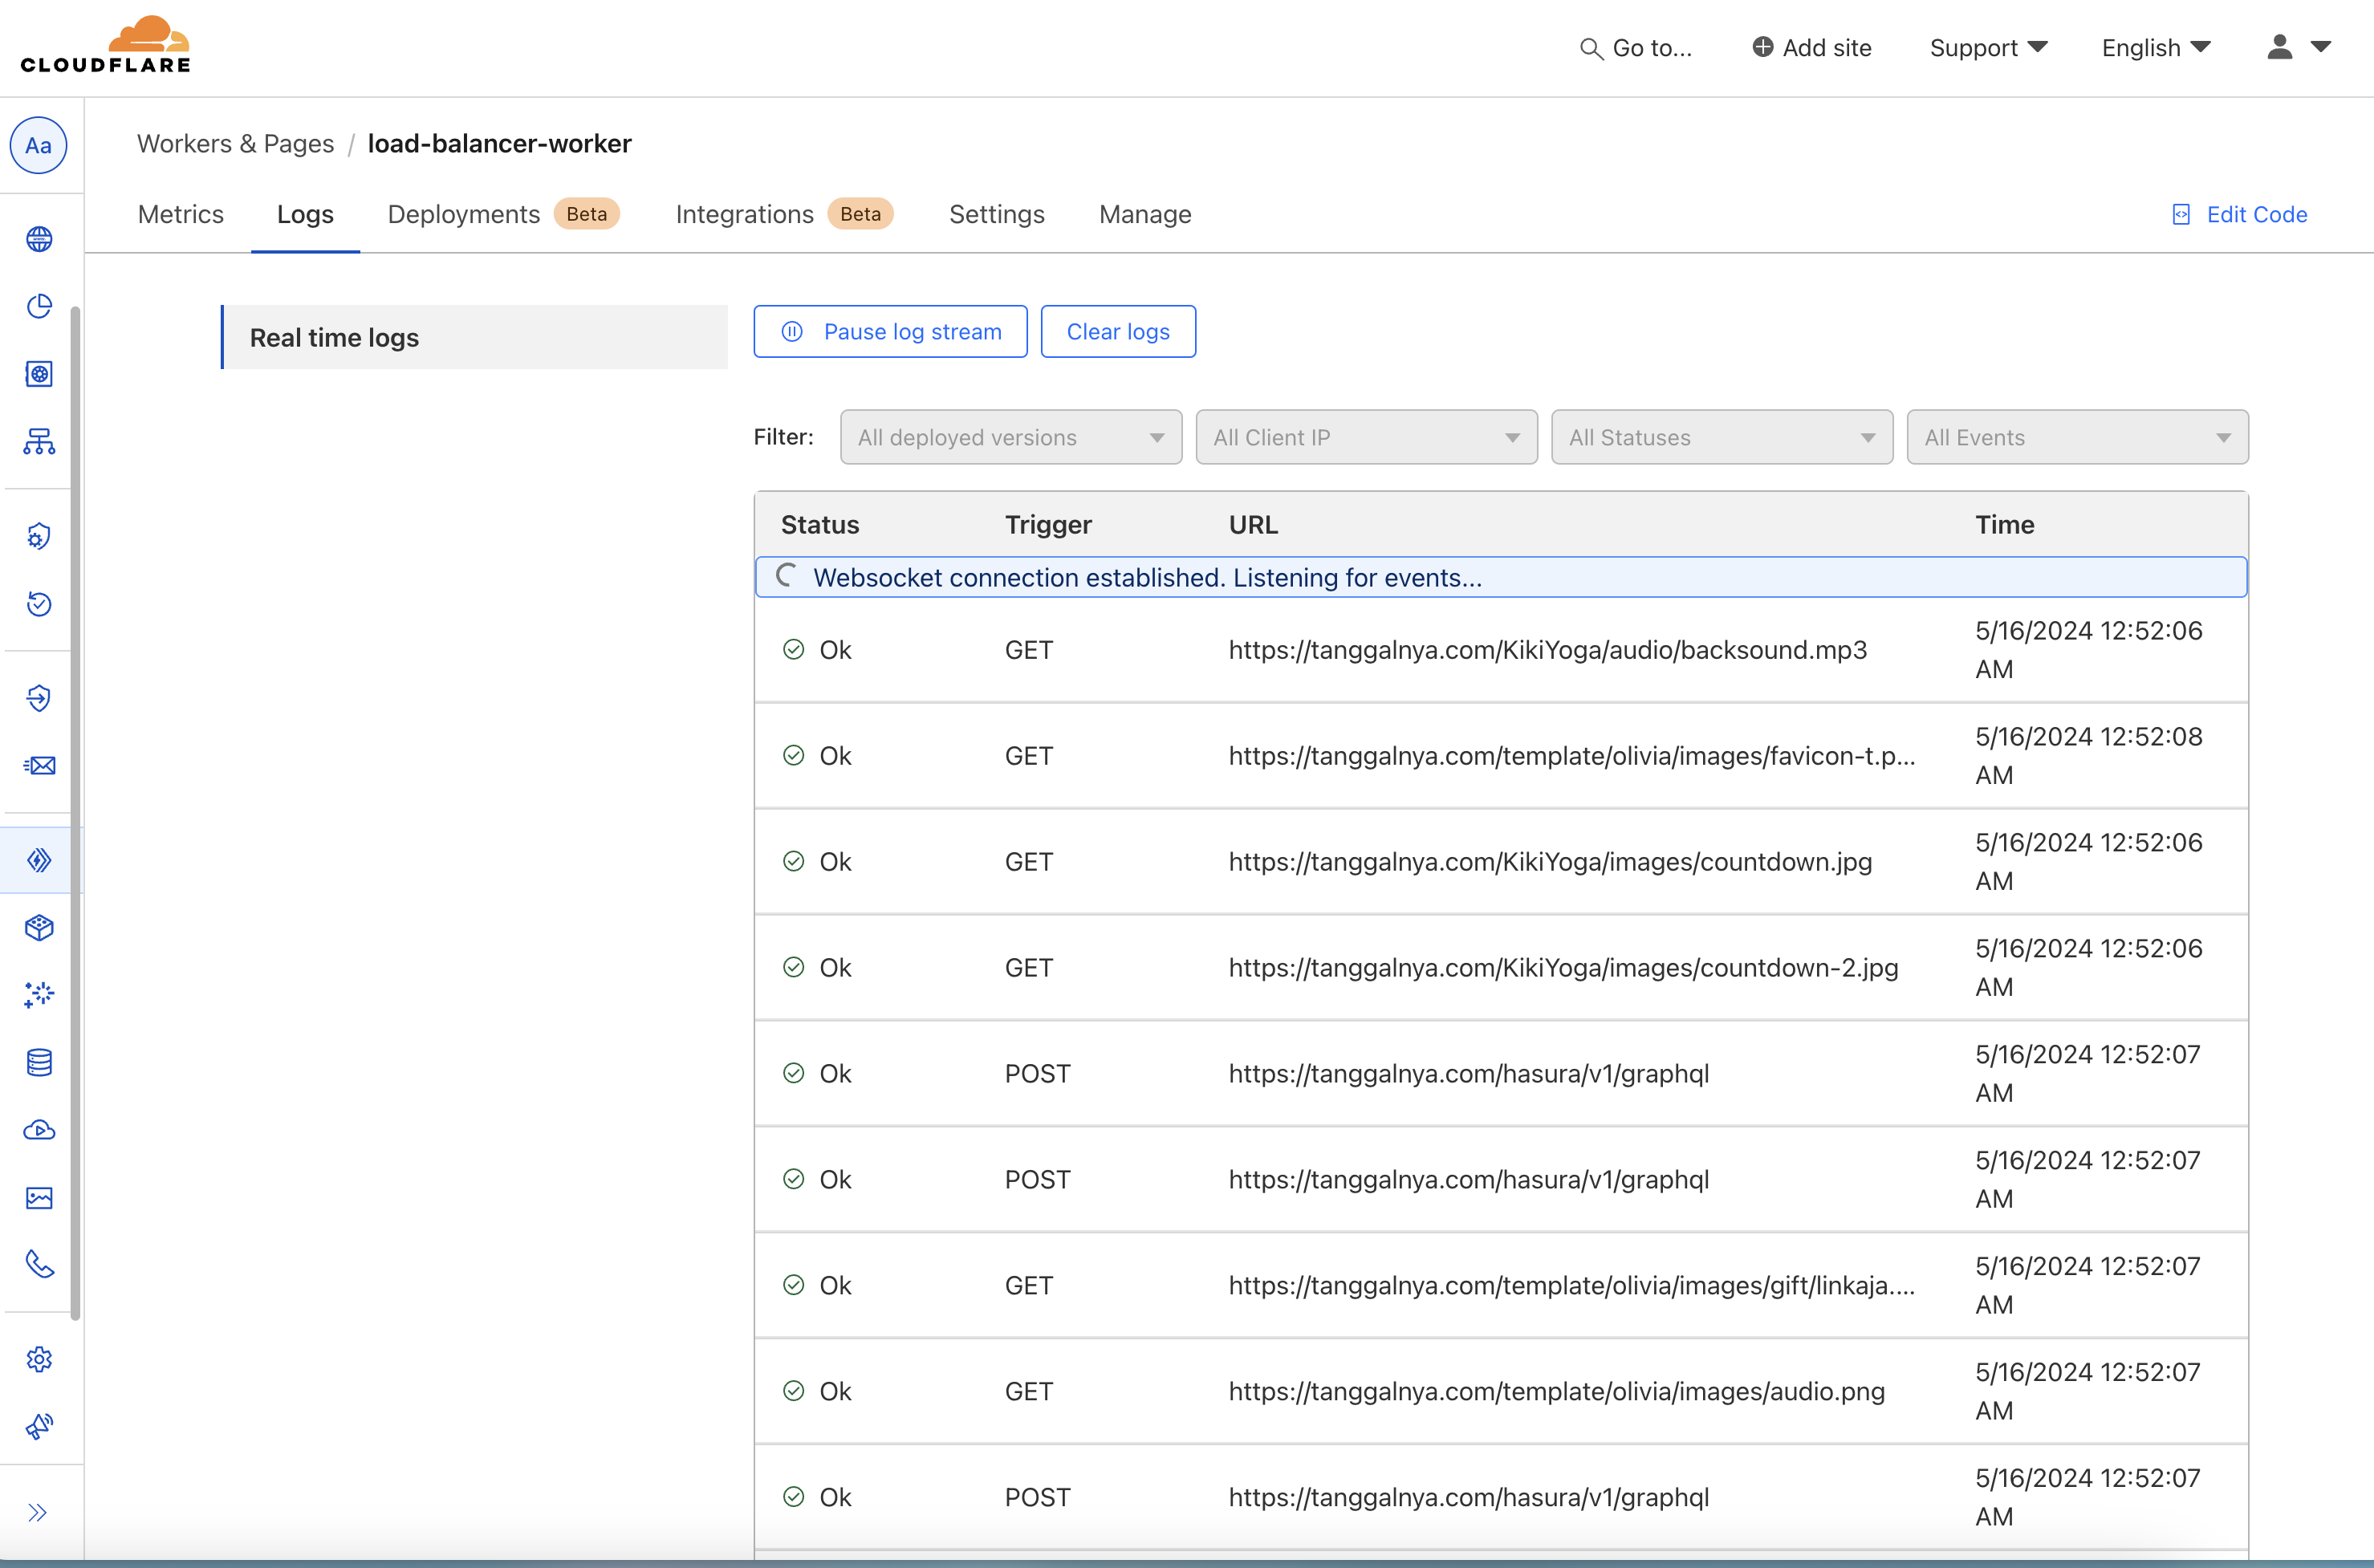 CLOUDFLARE
Go to... Add site Support English
Aa
Workers & Pages / load-balancer-worker
Metrics Logs Deployments Beta Integrations Beta Settings Manage Edit Code
Real time logs
Pause log stream Clear logs
Filter: All deployed versions All Client IP All Statuses All Events
Status Trigger URL Time
Websocket connection established. Listening for events...
Ok GET https://tanggalnya.com/KikiYoga/audio/backsound.mp3 5/16/2024 12:52:06
AM
Ok GET https://tanggalnya.com/template/olivia/images/favicon-t.p... 5/16/2024 12:52:08
AM
Ok GET https://tanggalnya.com/KikiYoga/images/countdown.jpg 5/16/2024 12:52:06
AM
Ok GET https://tanggalnya.com/KikiYoga/images/countdown-2.jpg 5/16/2024 12:52:06
AM
Ok POST https://tanggalnya.com/hasura/v1/graphql 5/16/2024 12:52:07
AM
Ok POST https://tanggalnya.com/hasura/v1/graphql 5/16/2024 12:52:07
AM
Ok GET https://tanggalnya.com/template/olivia/images/gift/linkaja.... 5/16/2024 12:52:07
AM
Ok GET https://tanggalnya.com/template/olivia/images/audio.png 5/16/2024 12:52:07
AM
Ok POST https://tanggalnya.com/hasura/v1/graphql 5/16/2024 12:52:07
AM